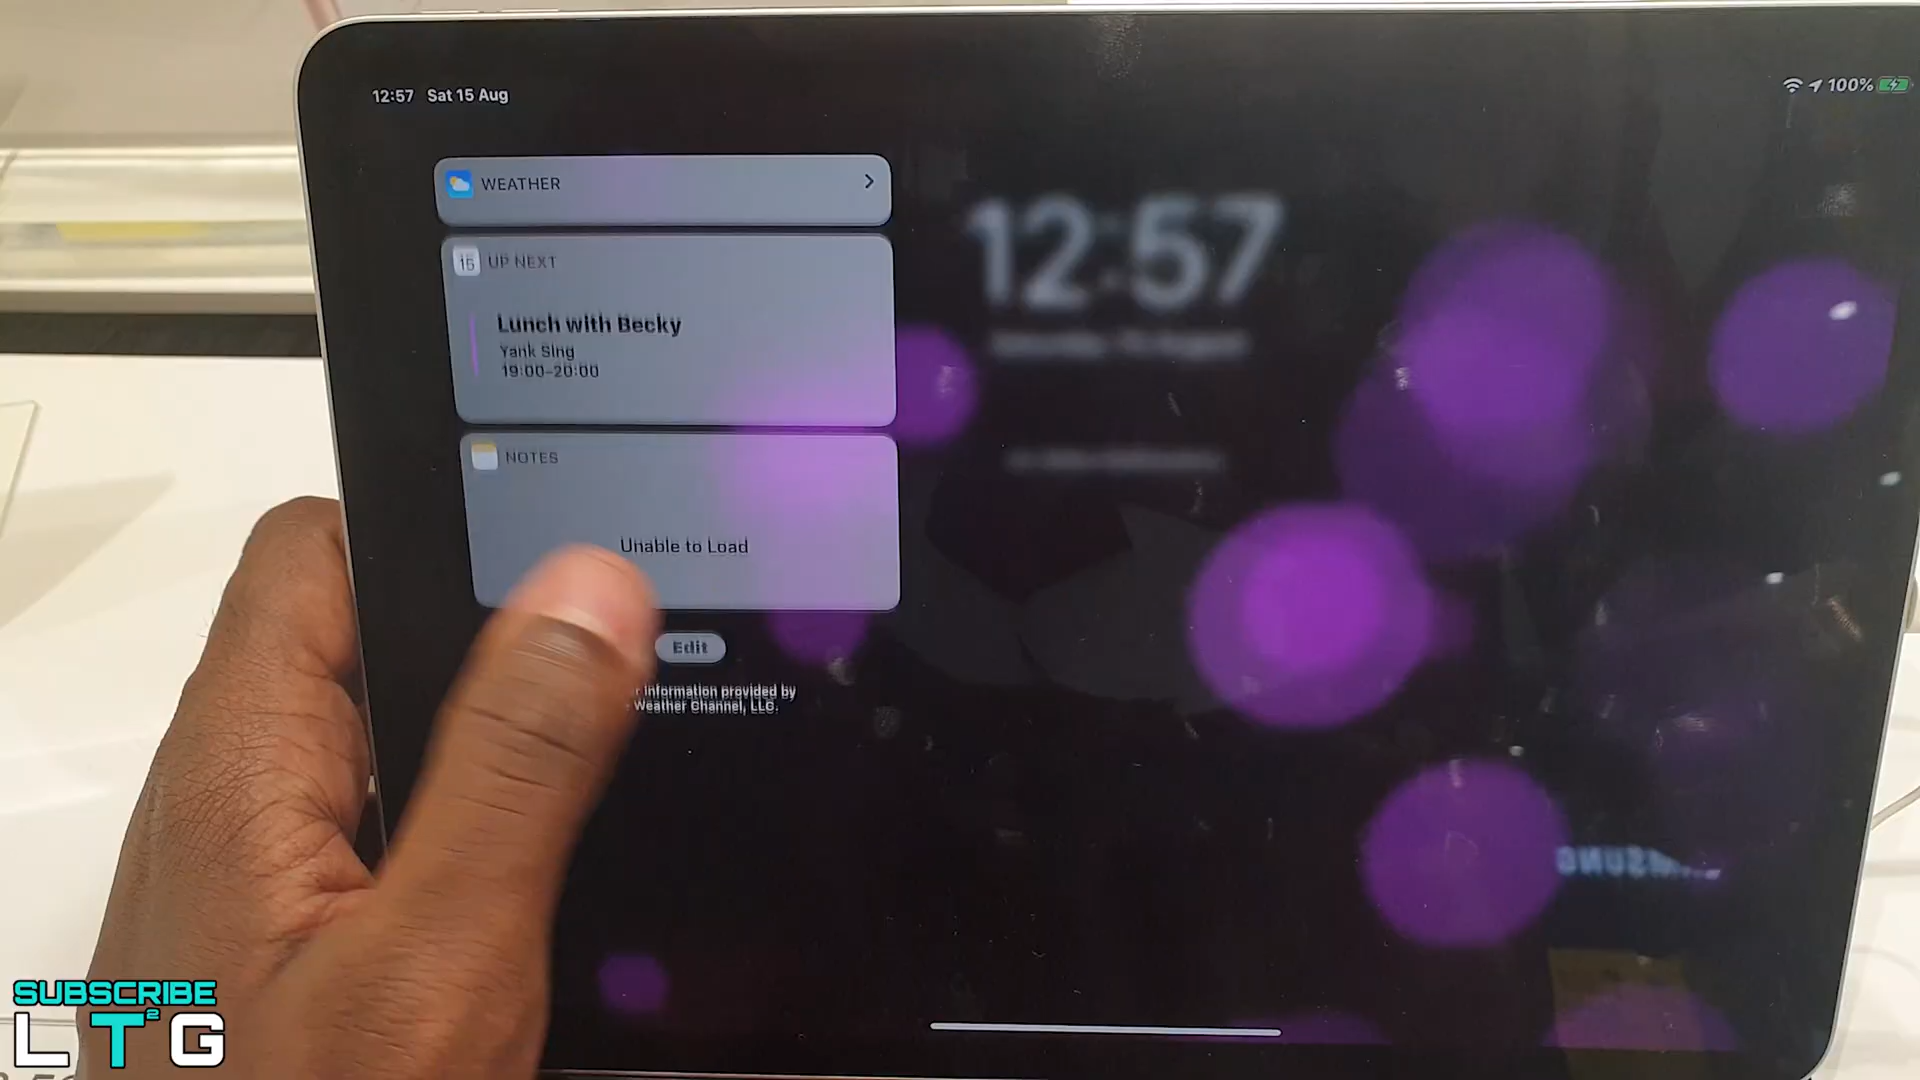 12:57 Sat 15 Aug
100%
WEATHER
15 UP NEXT
Lunch with Becky
Yank Sing
19:00–20:00
12:57
NOTES
Unable to Load
Edit
information provided by
Weather Channel, LLC.
SUBSCRIBE
LT²G